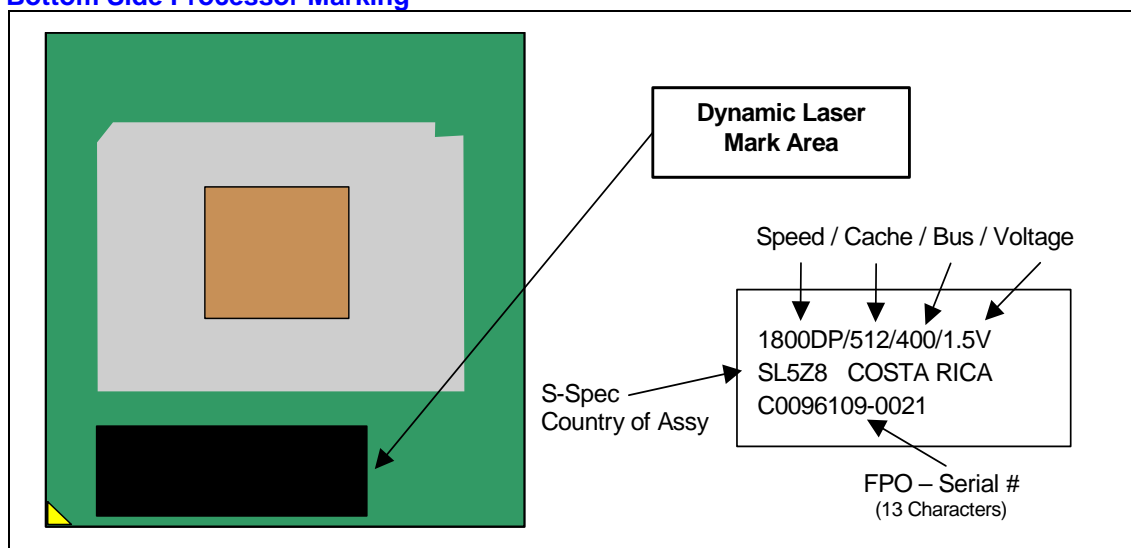 Bottom Side Processor Marking
Dynamic Laser
Mark Area
Speed / Cache / Bus / Voltage
1800DP/512/400/1.5V
SL5Z8 COSTA RICA
C0096109-0021
S-Spec
Country of Assy
FPO – Serial #
(13 Characters)